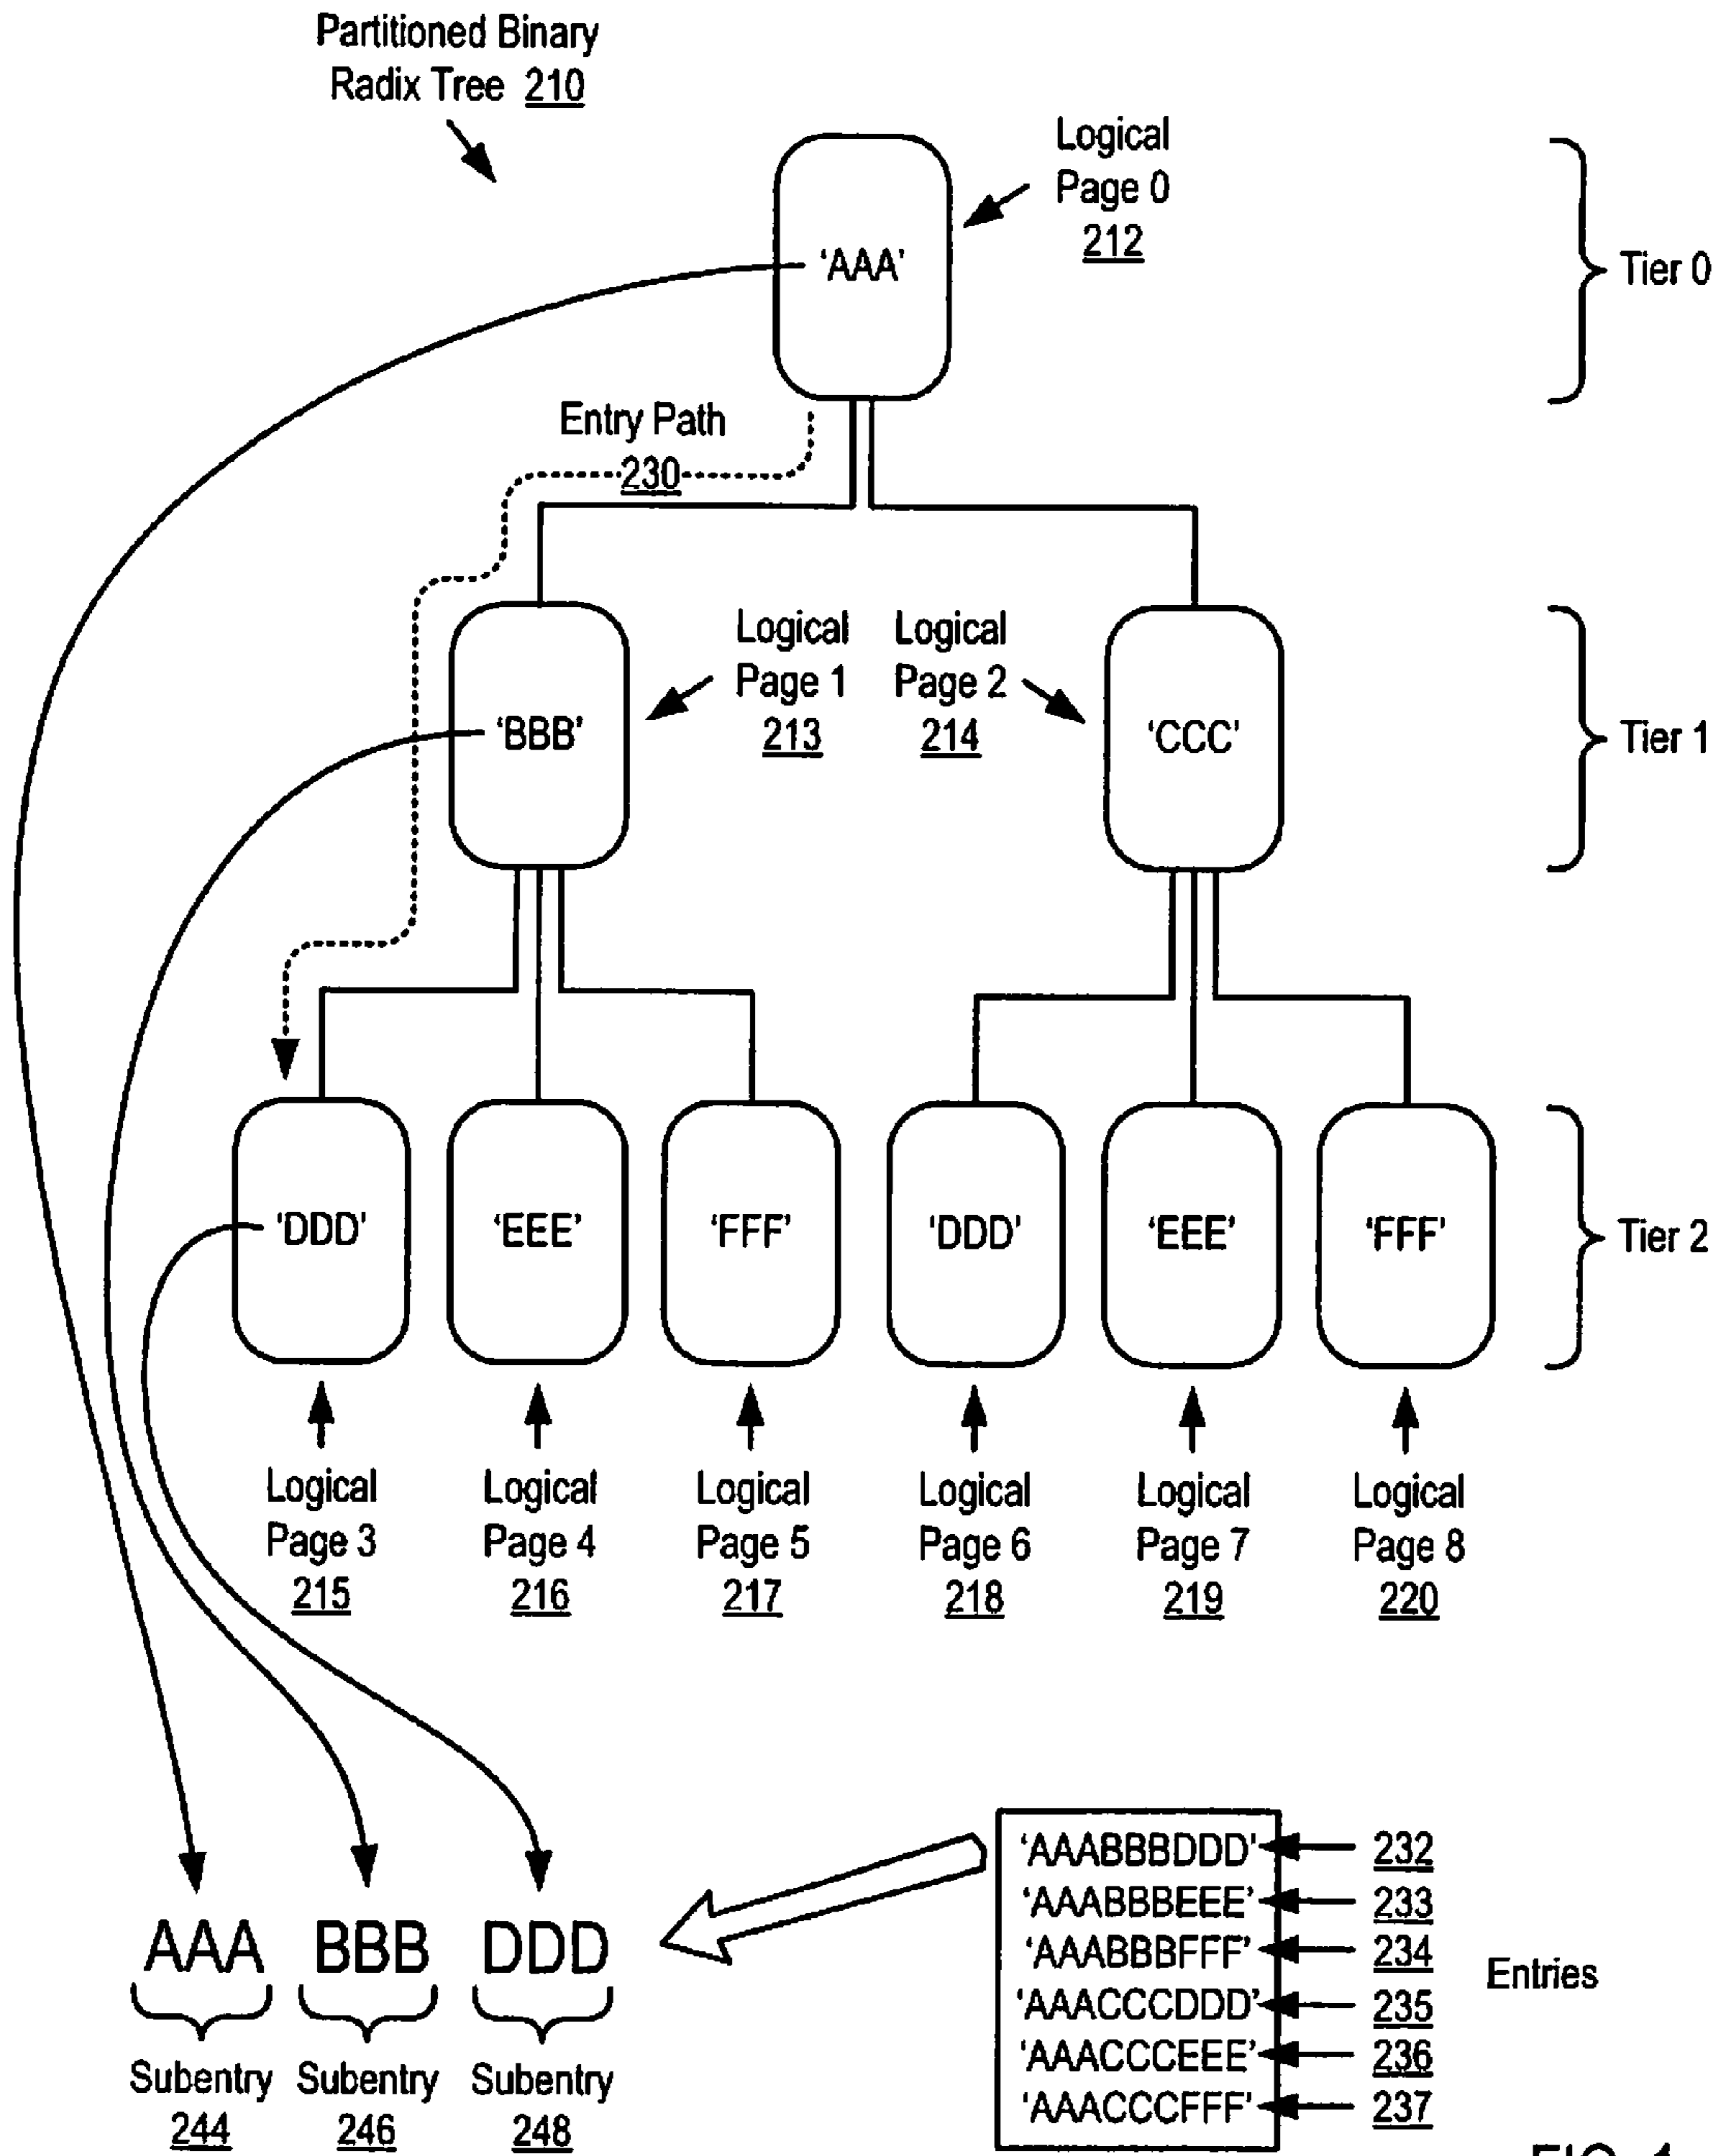 Partitioned Binary
Radix Tree 210
Logical
Page 0
212
'AAA'
Tier 0
Entry Path
230
Logical
Page 1
213
Logical
Page 2
214
'BBB'
'CCC'
Tier 1
'DDD'
'EEE'
'FFF'
'DDD'
'EEE'
'FFF'
Tier 2
Logical
Page 3
215
Logical
Page 4
216
Logical
Page 5
217
Logical
Page 6
218
Logical
Page 7
219
Logical
Page 8
220
'AAABBBDDD' 232
'AAABBBEEE' 233
'AAABBBFFF' 234
'AAACCCDDD' 235
'AAACCCEEE' 236
'AAACCCFFF' 237
Entries
AAA BBB DDD
Subentry
244
Subentry
246
Subentry
248
FIG. 1